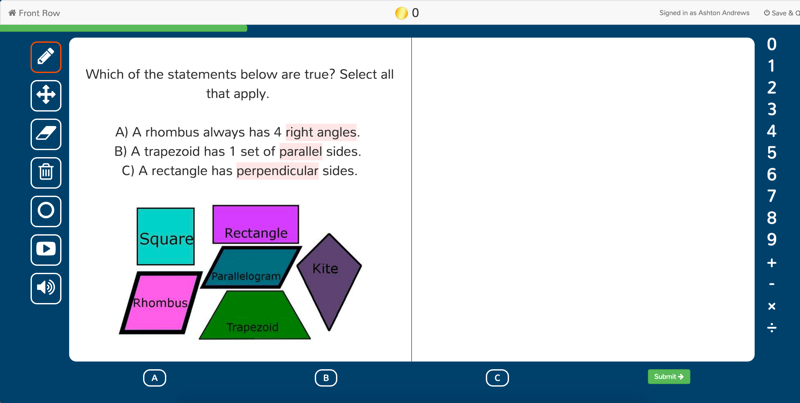 Front Row
0
Signed in as Ashton Andrews
Save &
Which of the statements below are true? Select all
that apply.
A) A rhombus always has 4 right angles.
B) A trapezoid has 1 set of parallel sides.
C) A rectangle has perpendicular sides.
Square
Rectangle
Parallelogram
Kite
Rhombus
Trapezoid
0
1
2
3
4
5
6
7
8
9
+
-
×
÷
A
B
C
Submit